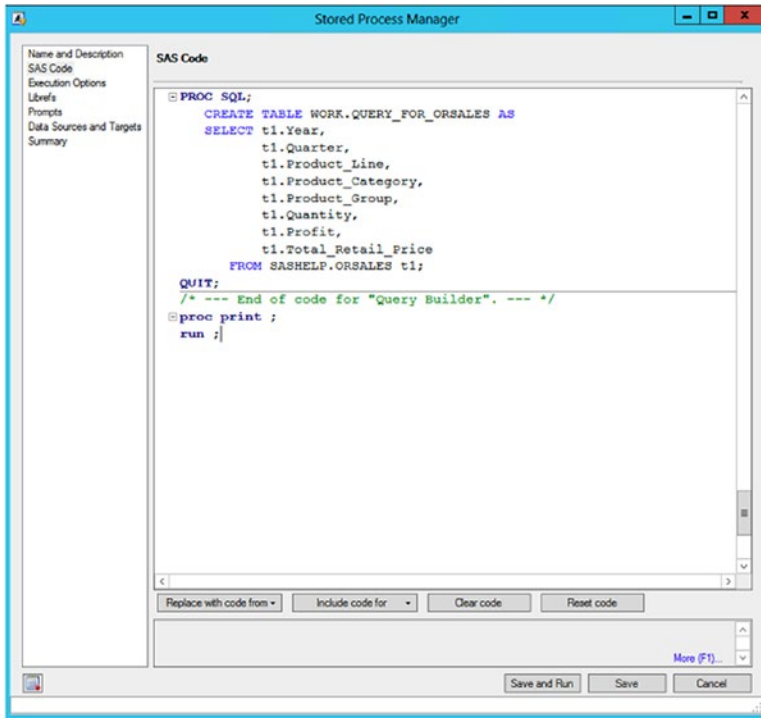 Stored Process Manager
Name and Description
SAS Code
Execution Options
Librefs
Prompts
Data Sources and Targets
Summary
SAS Code
PROC SQL;
CREATE TABLE WORK.QUERY_FOR_ORSALES AS
SELECT t1.Year,
t1.Quarter,
t1.Product_Line,
t1.Product_Category,
t1.Product_Group,
t1.Quantity,
t1.Profit,
t1.Total_Retail_Price
FROM SASHELP.ORSALES t1;
QUIT;
/* --- End of code for "Query Builder". --- */
proc print ;
run ;
Replace with code from
Include code for
Clear code
Reset code
More (F1)...
Save and Run
Save
Cancel